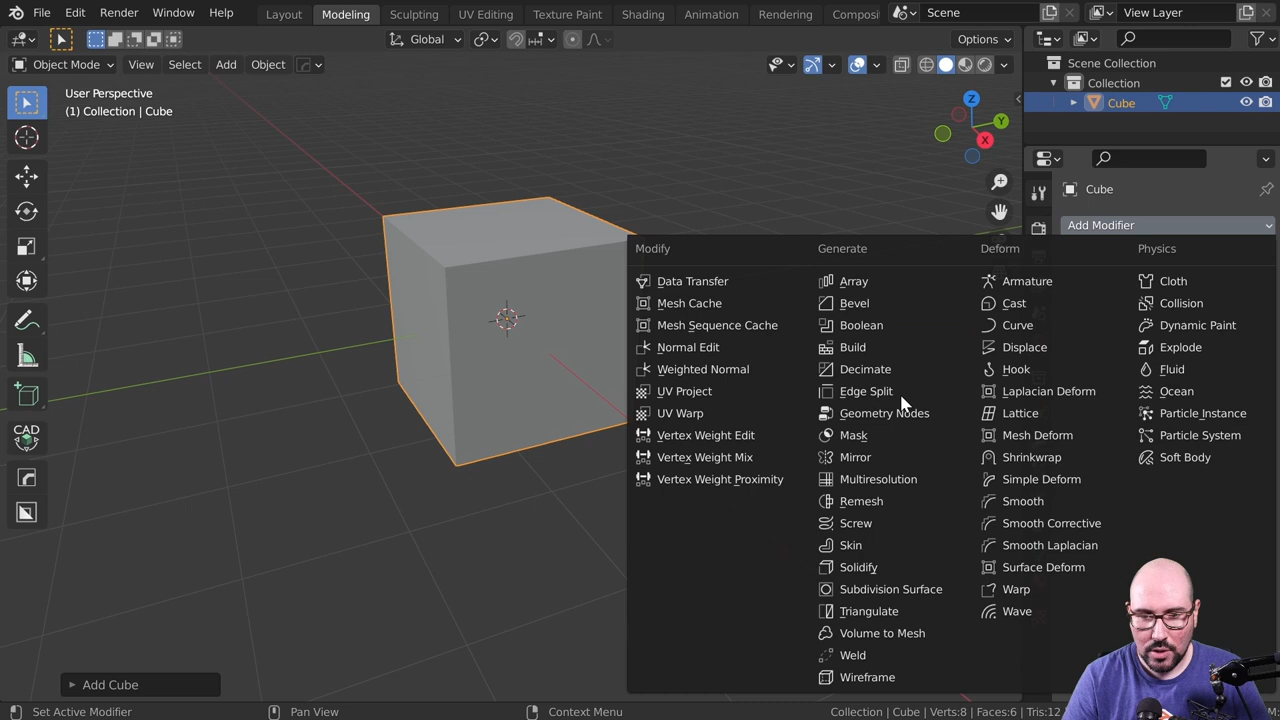 File Edit Render Window Help Layout Modeling Sculpting UV Editing Texture Paint Shading Animation Rendering Composi Scene View Layer
Global Options
Object Mode View Select Add Object
User Perspective
(1) Collection | Cube
Z
Y
X
CAD
Scene Collection
Collection
Cube
Cube
Add Modifier
Modify
Data Transfer
Mesh Cache
Mesh Sequence Cache
Normal Edit
Weighted Normal
UV Project
UV Warp
Vertex Weight Edit
Vertex Weight Mix
Vertex Weight Proximity
Generate
Array
Bevel
Boolean
Build
Decimate
Edge Split
Geometry Nodes
Mask
Mirror
Multiresolution
Remesh
Screw
Skin
Solidify
Subdivision Surface
Triangulate
Volume to Mesh
Weld
Wireframe
Deform
Armature
Cast
Curve
Displace
Hook
Laplacian Deform
Lattice
Mesh Deform
Shrinkwrap
Simple Deform
Smooth
Smooth Corrective
Smooth Laplacian
Surface Deform
Warp
Wave
Physics
Cloth
Collision
Dynamic Paint
Explode
Fluid
Ocean
Particle Instance
Particle System
Soft Body
Add Cube
Set Active Modifier Pan View Context Menu Collection | Cube | Verts:8 | Faces:6 | Tris:12